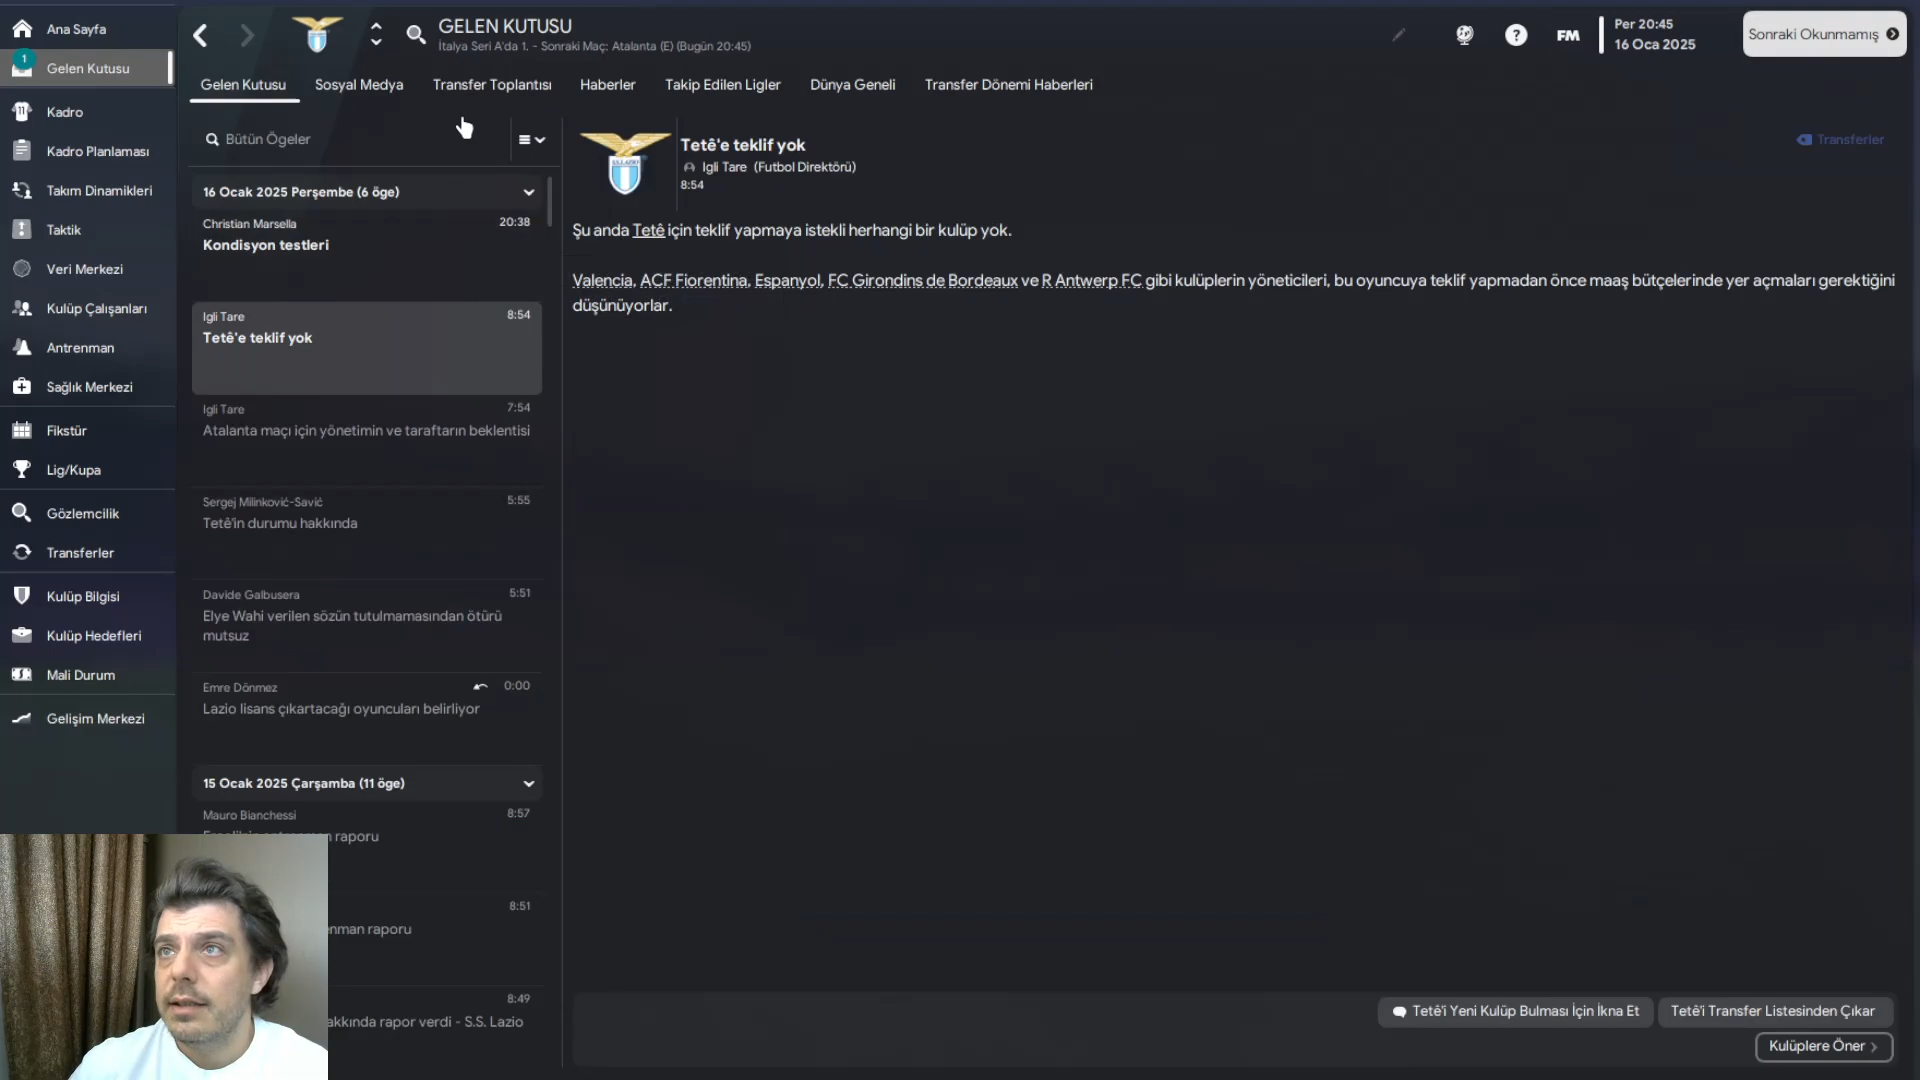 Ana Sayfa
1
Gelen Kutusu
Kadro
Kadro Planlaması
Takım Dinamikleri
Taktik
Veri Merkezi
Kulüp Çalışanları
Antrenman
Sağlık Merkezi
Fikstür
Lig/Kupa
Gözlemcilik
Transferler
Kulüp Bilgisi
Kulüp Hedefleri
Mali Durum
Gelişim Merkezi
GELEN KUTUSU
İtalya Seri A'da 1. - Sonraki Maç: Atalanta (E) (Bugün 20:45)
FM
Per 20:45
16 Oca 2025
Sonraki Okunmamış
Gelen Kutusu Sosyal Medya Transfer Toplantısı Haberler Takip Edilen Ligler Dünya Geneli Transfer Dönemi Haberleri
Bütün Ögeler
16 Ocak 2025 Perşembe (6 öge)
Christian Marsella 20:38
Kondisyon testleri
Igli Tare 8:54
Tetê'e teklif yok
Igli Tare 7:54
Atalanta maçı için yönetimin ve taraftarın beklentisi
Sergej Milinković-Savić 5:55
Tetê'in durumu hakkında
Davide Galbusera 5:51
Elye Wahi verilen sözün tutulmamasından ötürü
mutsuz
Emre Dönmez 0:00
Lazio lisans çıkartacağı oyuncuları belirliyor
15 Ocak 2025 Çarşamba (11 öge)
Mauro Bianchessi 8:57
raporu
8:51
nman raporu
8:49
akkında rapor verdi - S.S. Lazio
Tetê'e teklif yok
Igli Tare (Futbol Direktörü)
8:54
Transferler
Şu anda Tetê için teklif yapmaya istekli herhangi bir kulüp yok.
Valencia, ACF Fiorentina, Espanyol, FC Girondins de Bordeaux ve R Antwerp FC gibi kulüplerin yöneticileri, bu oyuncuya teklif yapmadan önce maaş bütçelerinde yer açmaları gerektiğini
düşünüyorlar.
Tetê'i Yeni Kulüp Bulması İçin İkna Et
Tetê'i Transfer Listesinden Çıkar
Kulüplere Öner